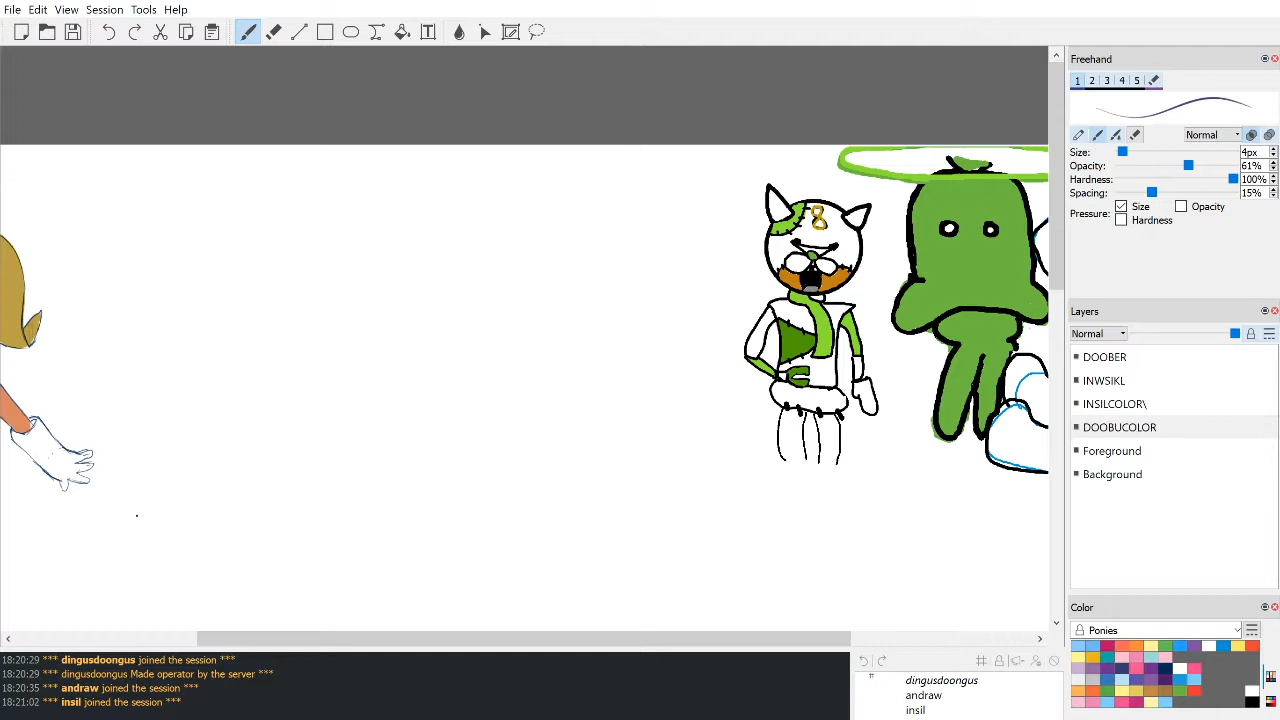 File Edit View Session Tools Help
Freehand
1 2 3 4 5
Normal
Size: 4px
Opacity: 61%
Hardness: 100%
Spacing: 15%
Pressure: Size Opacity
Hardness
8
Layers
Normal
DOOBER
INWSIKL
INSILCOLOR\
DOOBUCOLOR
Foreground
Background
Color
Ponies
18:20:29 *** dingusdoongus joined the session ***
18:20:29 *** dingusdoongus Made operator by the server ***
18:20:35 *** andraw joined the session ***
18:21:02 *** insil joined the session ***
# dingusdoongus
andraw
insil